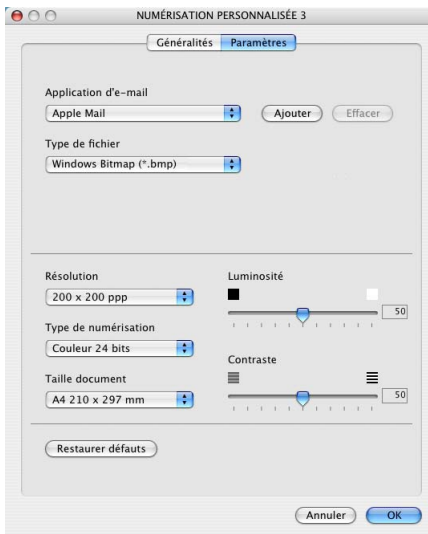 NUMÉRISATION PERSONNALISÉE 3
Généralités Paramètres
Application d'e-mail
Apple Mail Ajouter Effacer
Type de fichier
Windows Bitmap (*.bmp)
Résolution Luminosité
200 x 200 ppp 50
Type de numérisation
Couleur 24 bits
Contraste
Taille document
A4 210 x 297 mm 50
Restaurer défauts
Annuler OK